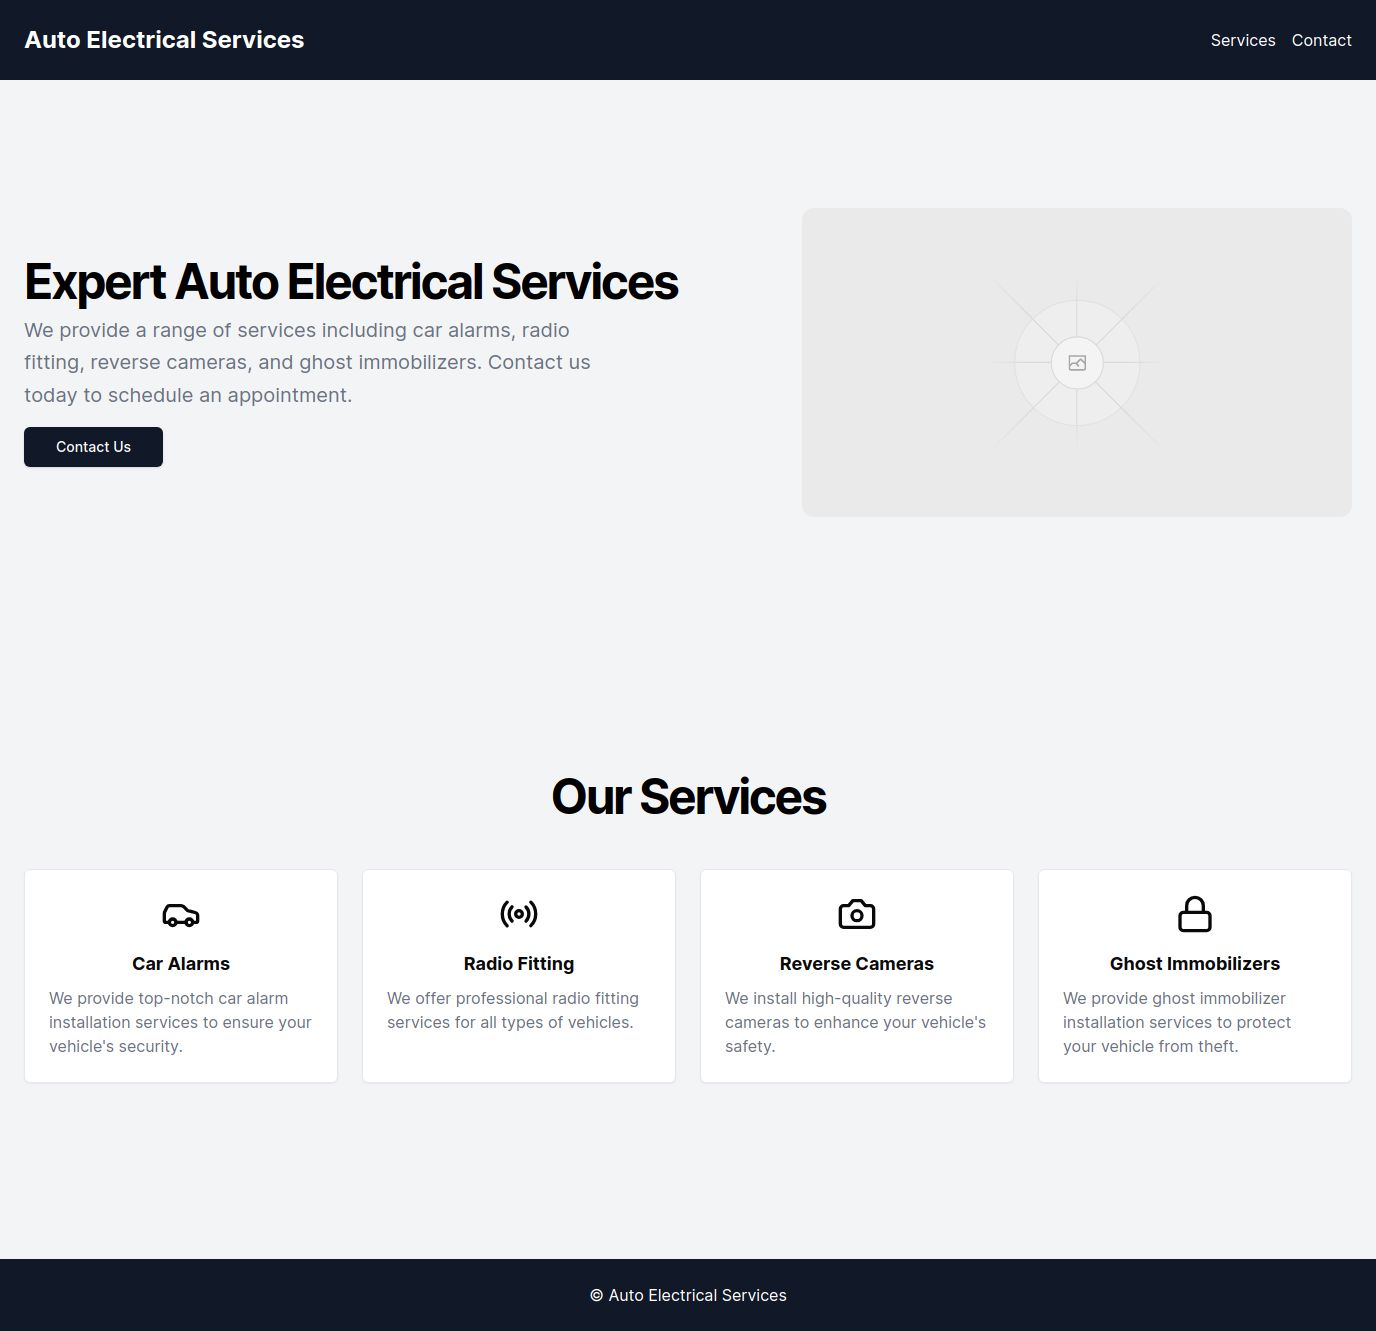 Auto Electrical Services
Services Contact
Expert Auto Electrical Services
We provide a range of services including car alarms, radio
fitting, reverse cameras, and ghost immobilizers. Contact us
today to schedule an appointment.
Contact Us
Our Services
Car Alarms
We provide top-notch car alarm
installation services to ensure your
vehicle's security.
Radio Fitting
We offer professional radio fitting
services for all types of vehicles.
Reverse Cameras
We install high-quality reverse
cameras to enhance your vehicle's
safety.
Ghost Immobilizers
We provide ghost immobilizer
installation services to protect
your vehicle from theft.
© Auto Electrical Services